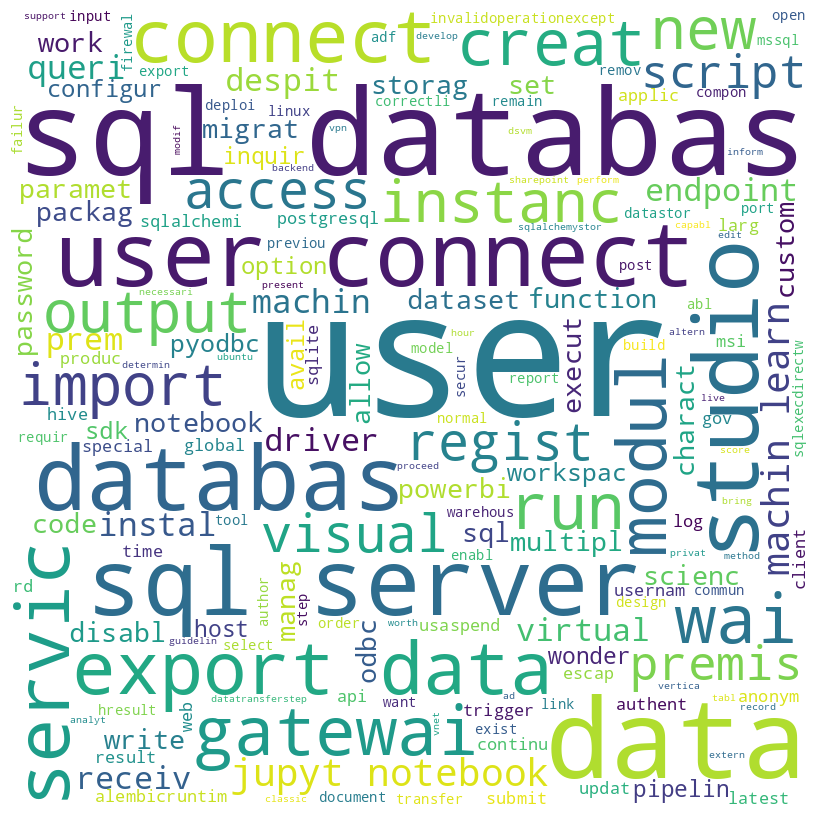 support input
invalidoperationexcept
open
work
firewal
connect
adf
develop
creat
new
mssql
queri
export
despit
storag
set
remov
script
configur
deploi
linux
correctli
remain
applic
compon
failur
modif
sql databas
migrat
vpn
dsvm
inform
inquir
backend
paramet
access
sharepoint perform
instanc
endpoint
capabl
packag
sqlalchemi
postgresql
datastor
port
larg
custom
user connect
previou
sqlalchemystor
edit
password
option
post
studio
necessari
present
output
machin
dataset function
abl
altern
prem
pyodbc
avail
sqlite
allow
user
hour
execut
build
modul
msi
machin learn
sqlexecdirectw
produc
determin
ubuntu
model
secur
report
live
import
hive
notebook
normal
charact
gov
requir
sdk
special
global
driver
regist
score
databas
proceed
workspac
powerbi
run
bring
code
instal
tool
visual
warehous
sql
multipl
log
client
time
enabl
privat
method
servic
rd
sql server
scienc
author
step
usernam
commun
design
manag
disabl
host
guidelin
order
worth
usaspend
virtual
wai
select
odbc
wonder
export data
premis
escap
vertica
tabl
anonym
hresult
datatransferstep
api
want
ad
link
authent
record
analyt
web
gatewai
vnet
trigger
exist
data
write
continu
result
extern
receiv
jupyt notebook
updat
pipelin
alembicruntim
classic
document
transfer
submit
latest